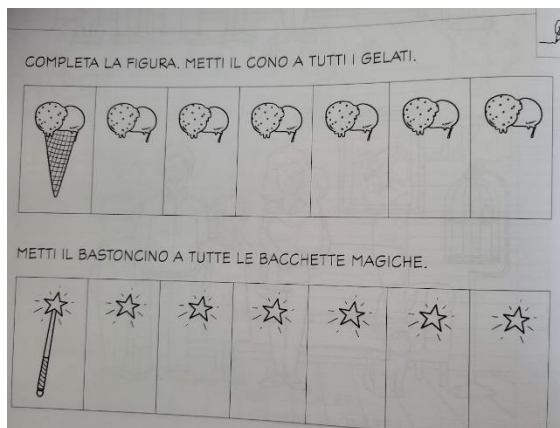 COMPLETA LA FIGURA. METTI IL CONO A TUTTI I GELATI.
METTI IL BASTONCINO A TUTTE LE BACCHETTE MAGICHE.